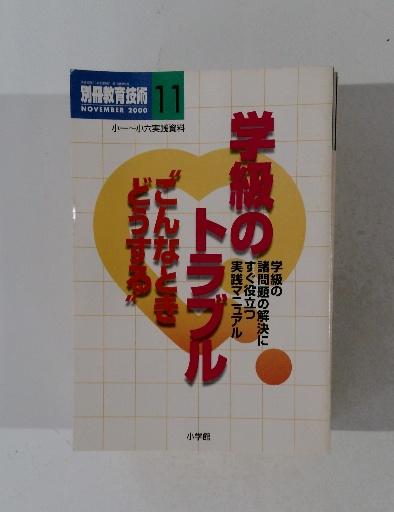 別冊教育技術
NOVEMBER 2000
11
小一～小六実践資料
学級の
トラブル
“こんなとき
どうする”
学級の
諸問題の解決に
すぐ役立つ
実践マニュアル
小学館